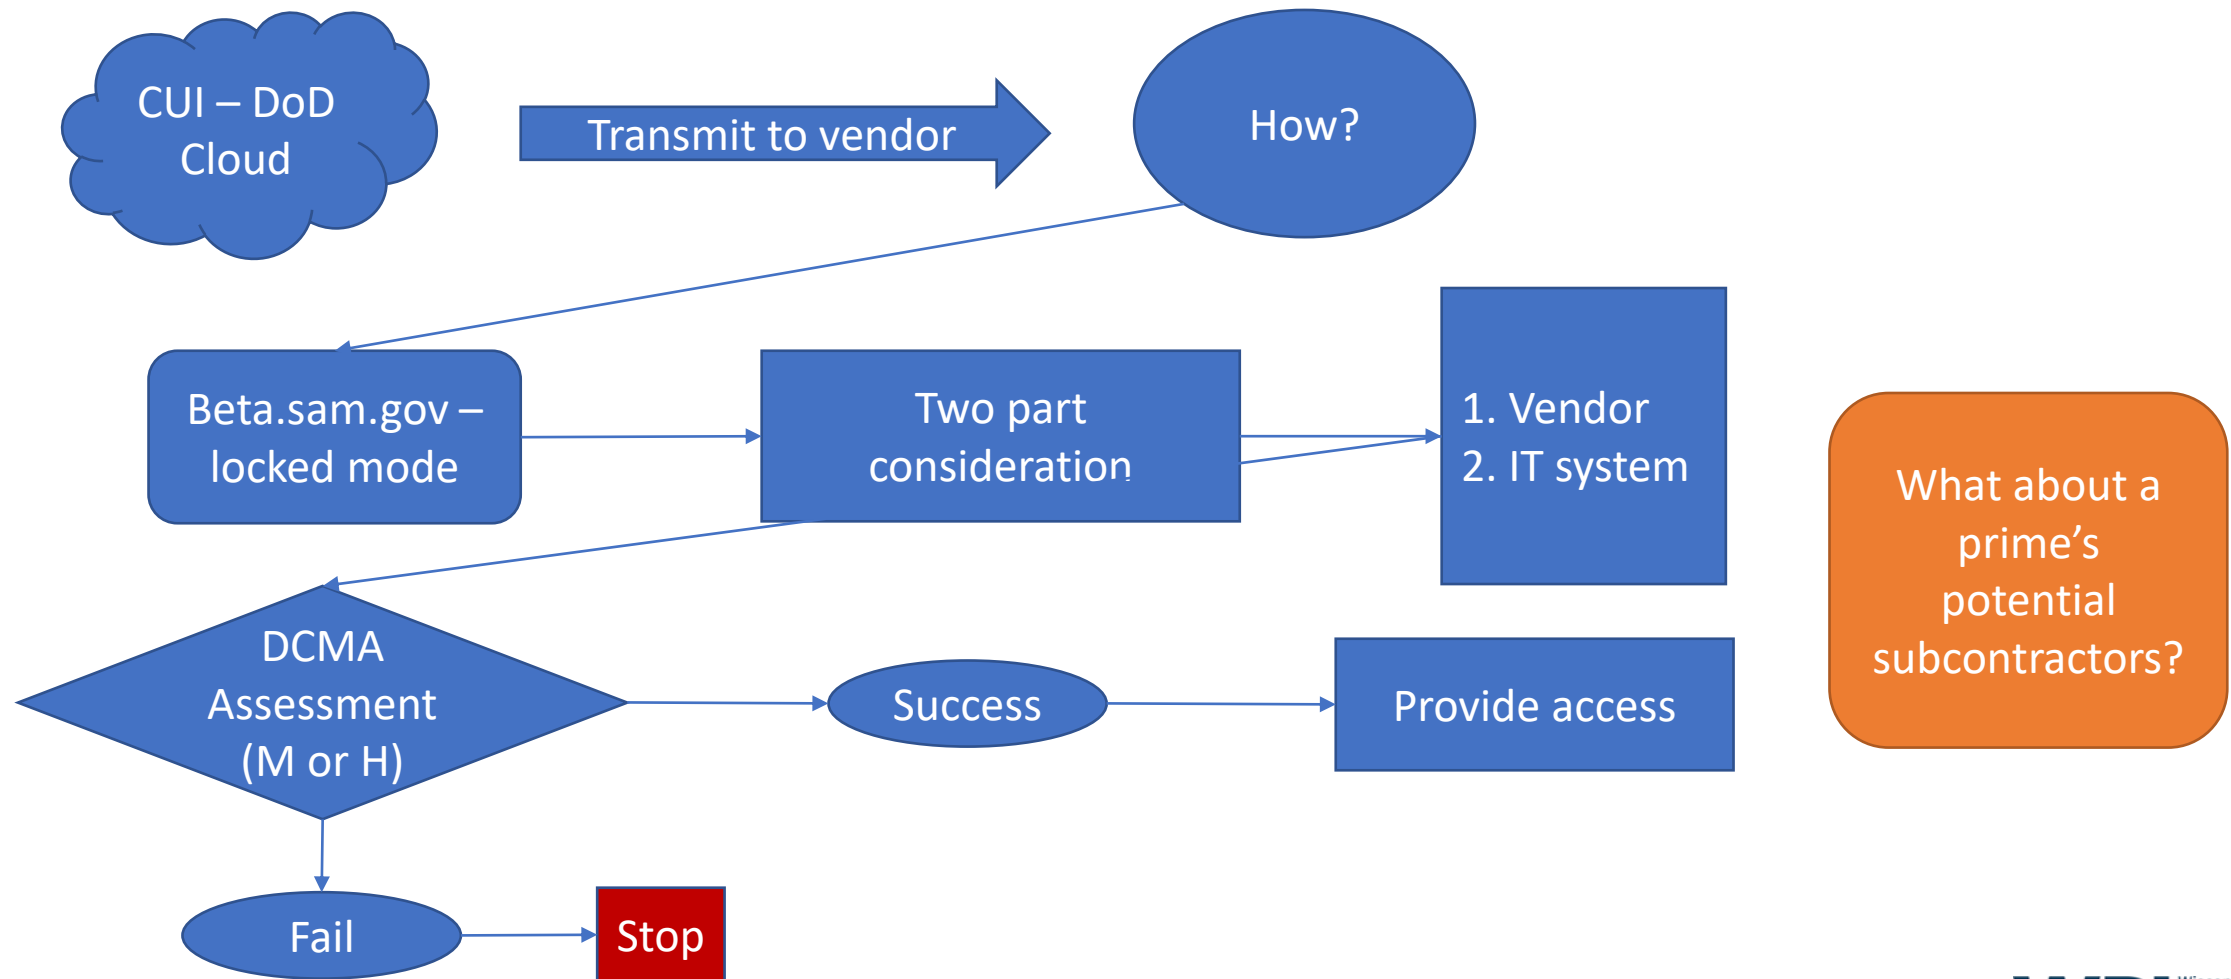 CUI – DoD
Cloud
Transmit to vendor
How?
Beta.sam.gov –
locked mode
Two part
consideration
1. Vendor
2. IT system
What about a
prime’s
potential
subcontractors?
DCMA
Assessment
(M or H)
Success
Provide access
Fail
Stop